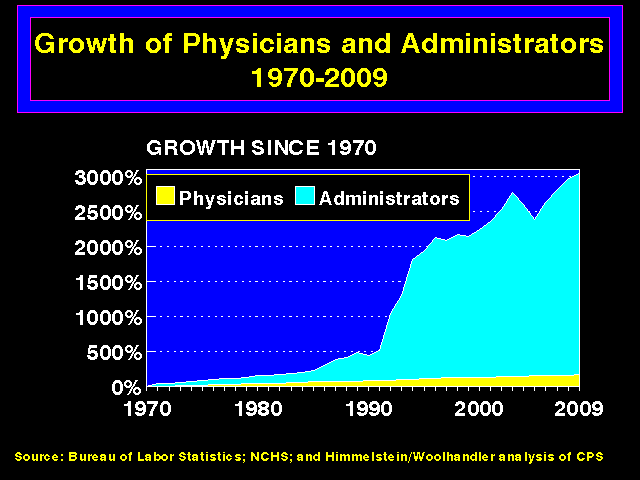 Growth of Physicians and Administrators
1970-2009
GROWTH SINCE 1970
3000%
Physicians Administrators
2500%
2000%
1500%
1000%
500%
0%
1970 1980 1990 2000 2009
Source: Bureau of Labor Statistics; NCHS; and Himmelstein/Woolhandler analysis of CPS